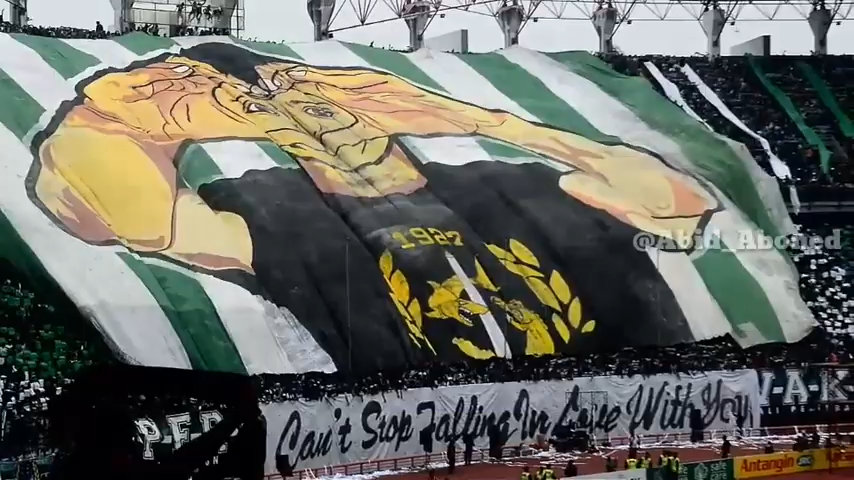 1927
@Abid_Aboned
Can't Stop Falling In Love With You
V-A-K
Antangin